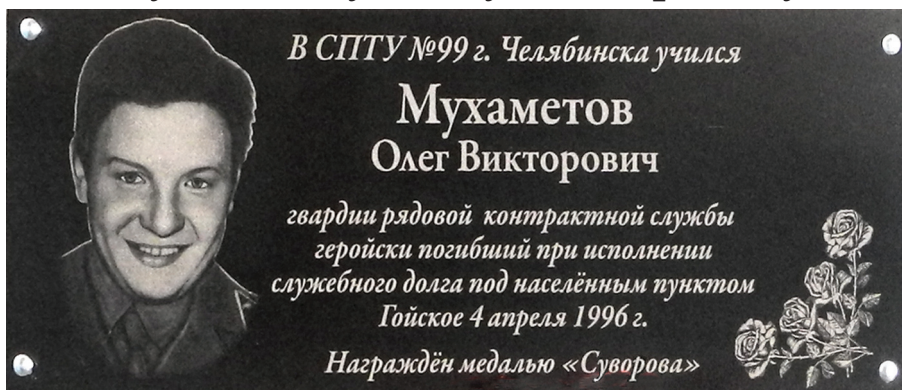 В СПТУ №99 г. Челябинска учился
Мухаметов
Олег Викторович
гвардии рядовой контрактной службы
геройски погибший при исполнении
служебного долга под населённым пунктом
Гойское 4 апреля 1996 г.
Награждён медалью «Суворова»